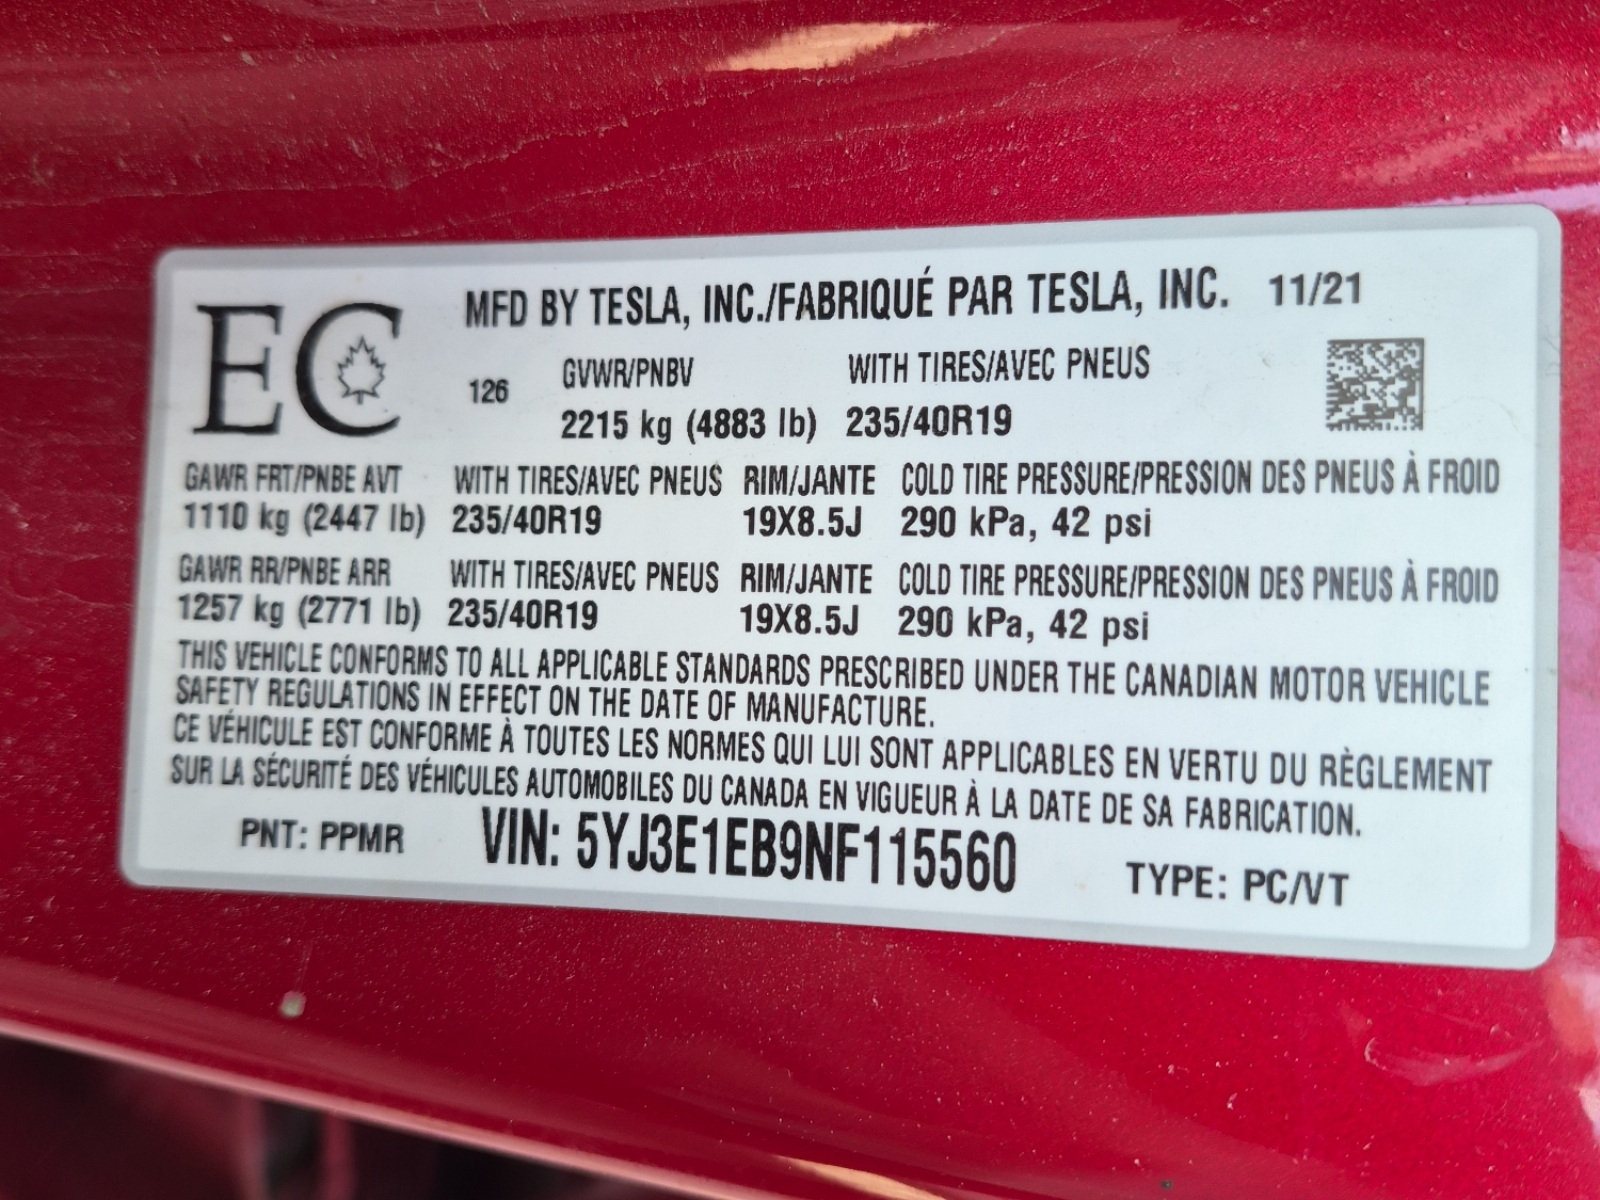 EC
MFD BY TESLA, INC./FABRIQUÉ PAR TESLA, INC. 11/21
126
GVWR/PNBV WITH TIRES/AVEC PNEUS
2215 kg (4883 lb) 235/40R19
GAWR FRT/PNBE AVT WITH TIRES/AVEC PNEUS RIM/JANTE COLD TIRE PRESSURE/PRESSION DES PNEUS À FROID
1110 kg (2447 lb) 235/40R19 19X8.5J 290 kPa, 42 psi
GAWR RR/PNBE ARR WITH TIRES/AVEC PNEUS RIM/JANTE COLD TIRE PRESSURE/PRESSION DES PNEUS À FROID
1257 kg (2771 lb) 235/40R19 19X8.5J 290 kPa, 42 psi
THIS VEHICLE CONFORMS TO ALL APPLICABLE STANDARDS PRESCRIBED UNDER THE CANADIAN MOTOR VEHICLE
SAFETY REGULATIONS IN EFFECT ON THE DATE OF MANUFACTURE.
CE VÉHICULE EST CONFORME À TOUTES LES NORMES QUI LUI SONT APPLICABLES EN VERTU DU RÈGLEMENT
SUR LA SÉCURITÉ DES VÉHICULES AUTOMOBILES DU CANADA EN VIGUEUR À LA DATE DE SA FABRICATION.
PNT: PPMR VIN: 5YJ3E1EB9NF115560 TYPE: PC/VT